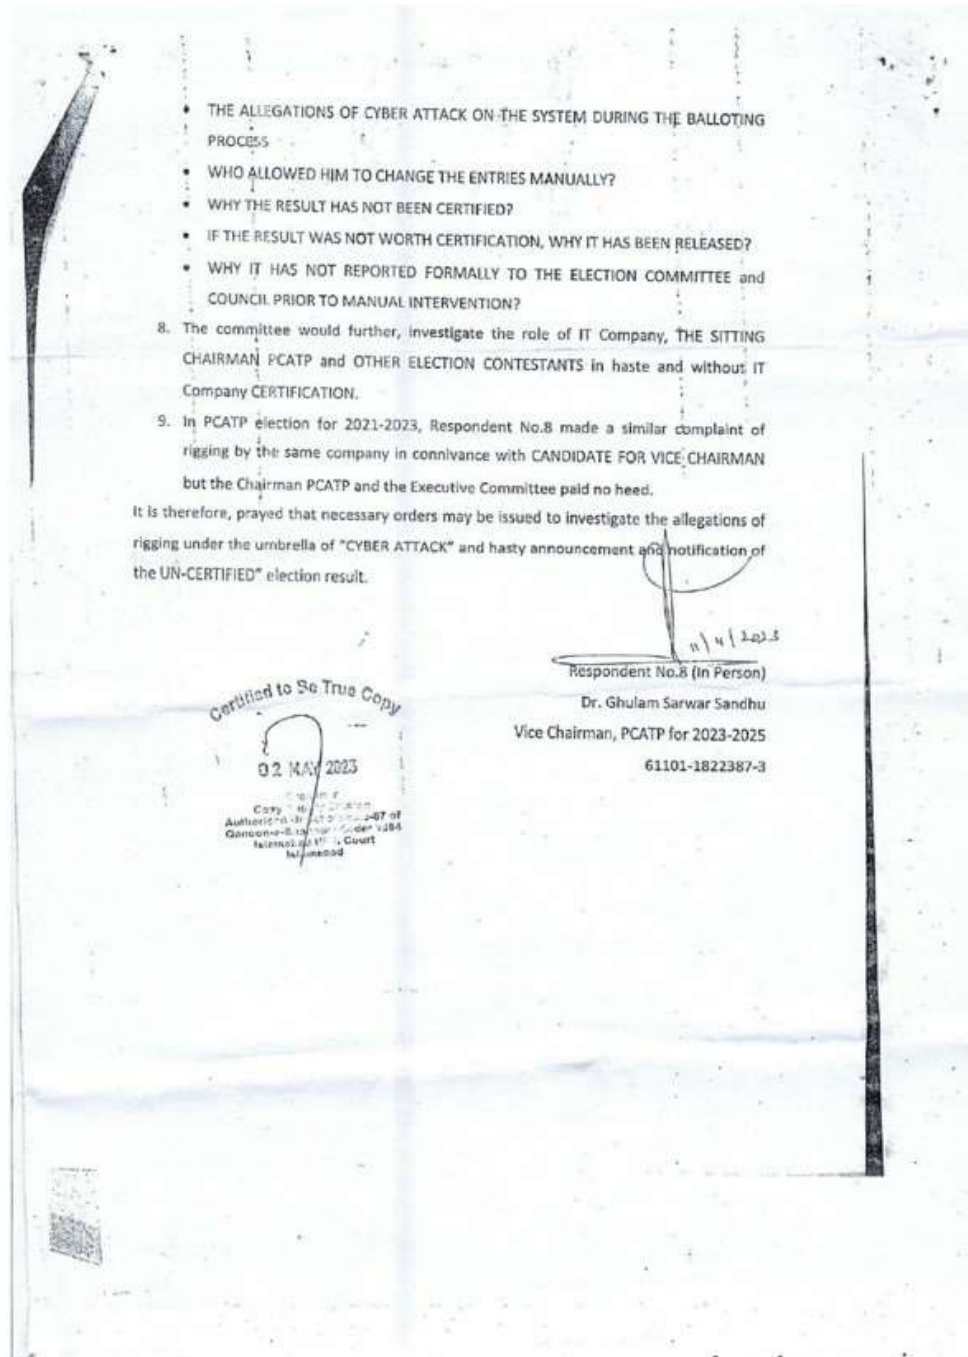 • THE ALLEGATIONS OF CYBER ATTACK ON THE SYSTEM DURING THE BALLOTING
PROCESS
• WHO ALLOWED HIM TO CHANGE THE ENTRIES MANUALLY?
• WHY THE RESULT HAS NOT BEEN CERTIFIED?
• IF THE RESULT WAS NOT WORTH CERTIFICATION, WHY IT HAS BEEN RELEASED?
• WHY IT HAS NOT REPORTED FORMALLY TO THE ELECTION COMMITTEE and
COUNCIL PRIOR TO MANUAL INTERVENTION?
8. The committee would further, investigate the role of IT Company, THE SITTING
CHAIRMAN PCATP and OTHER ELECTION CONTESTANTS in haste and without IT
Company CERTIFICATION.
9. In PCATP election for 2021-2023, Respondent No.8 made a similar complaint of
rigging by the same company in connivance with CANDIDATE FOR VICE CHAIRMAN
but the Chairman PCATP and the Executive Committee paid no heed.
It is therefore, prayed that necessary orders may be issued to investigate the allegations of
rigging under the umbrella of "CYBER ATTACK" and hasty announcement and notification of
the UN-CERTIFIED" election result.
11/4/2023
Respondent No.8 (In Person)
Dr. Ghulam Sarwar Sandhu
Vice Chairman, PCATP for 2023-2025
61101-1822387-3
Certified to Be True Copy
02 MAY 2023
Copy
-87 of
1984
Court
Islamabad